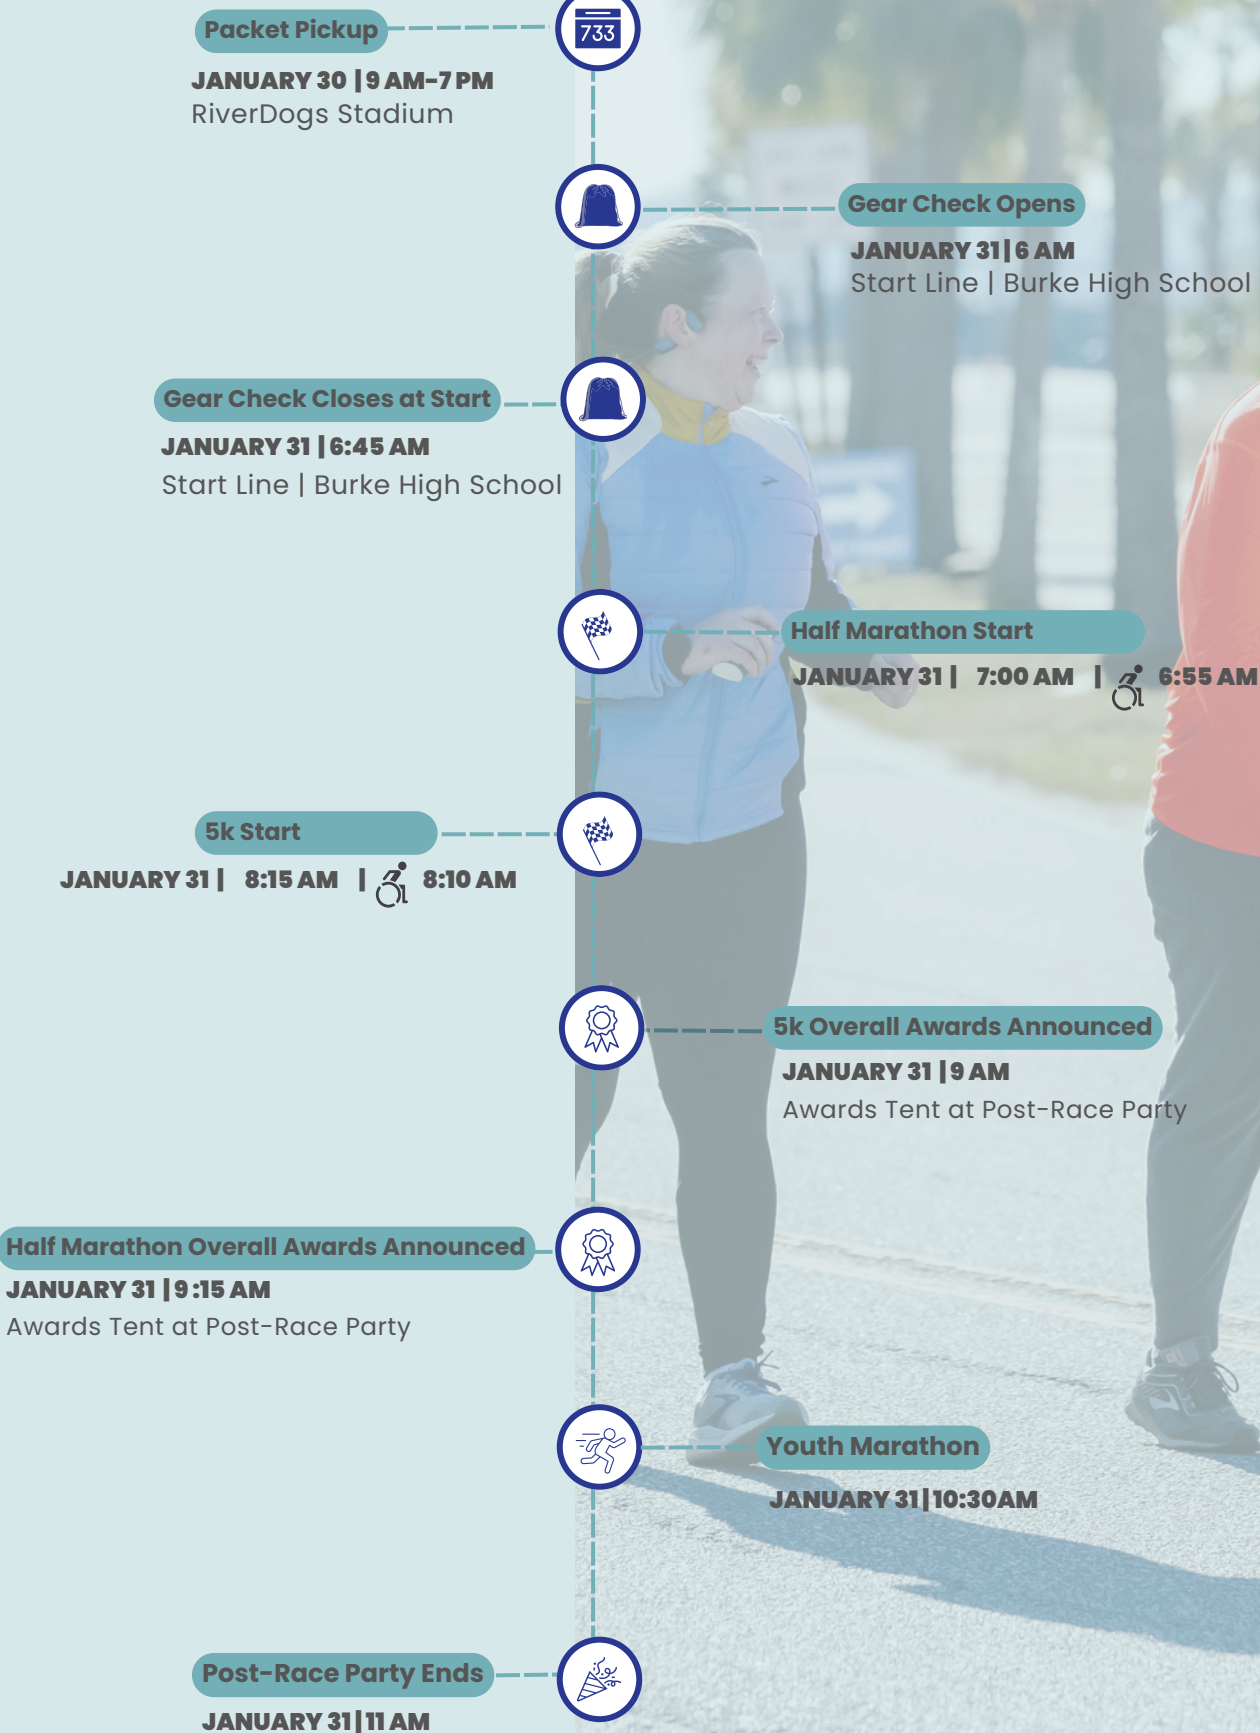 Packet Pickup
733
JANUARY 30 | 9 AM-7 PM
RiverDogs Stadium
Gear Check Opens
JANUARY 31 | 6 AM
Start Line | Burke High School
Gear Check Closes at Start
JANUARY 31 | 6:45 AM
Start Line | Burke High School
Half Marathon Start
JANUARY 31 | 7:00 AM | 6:55 AM
5k Start
JANUARY 31 | 8:15 AM | 8:10 AM
5k Overall Awards Announced
JANUARY 31 | 9 AM
Awards Tent at Post-Race Party
Half Marathon Overall Awards Announced
JANUARY 31 | 9:15 AM
Awards Tent at Post-Race Party
Youth Marathon
JANUARY 31 | 10:30AM
Post-Race Party Ends
JANUARY 31 | 11 AM